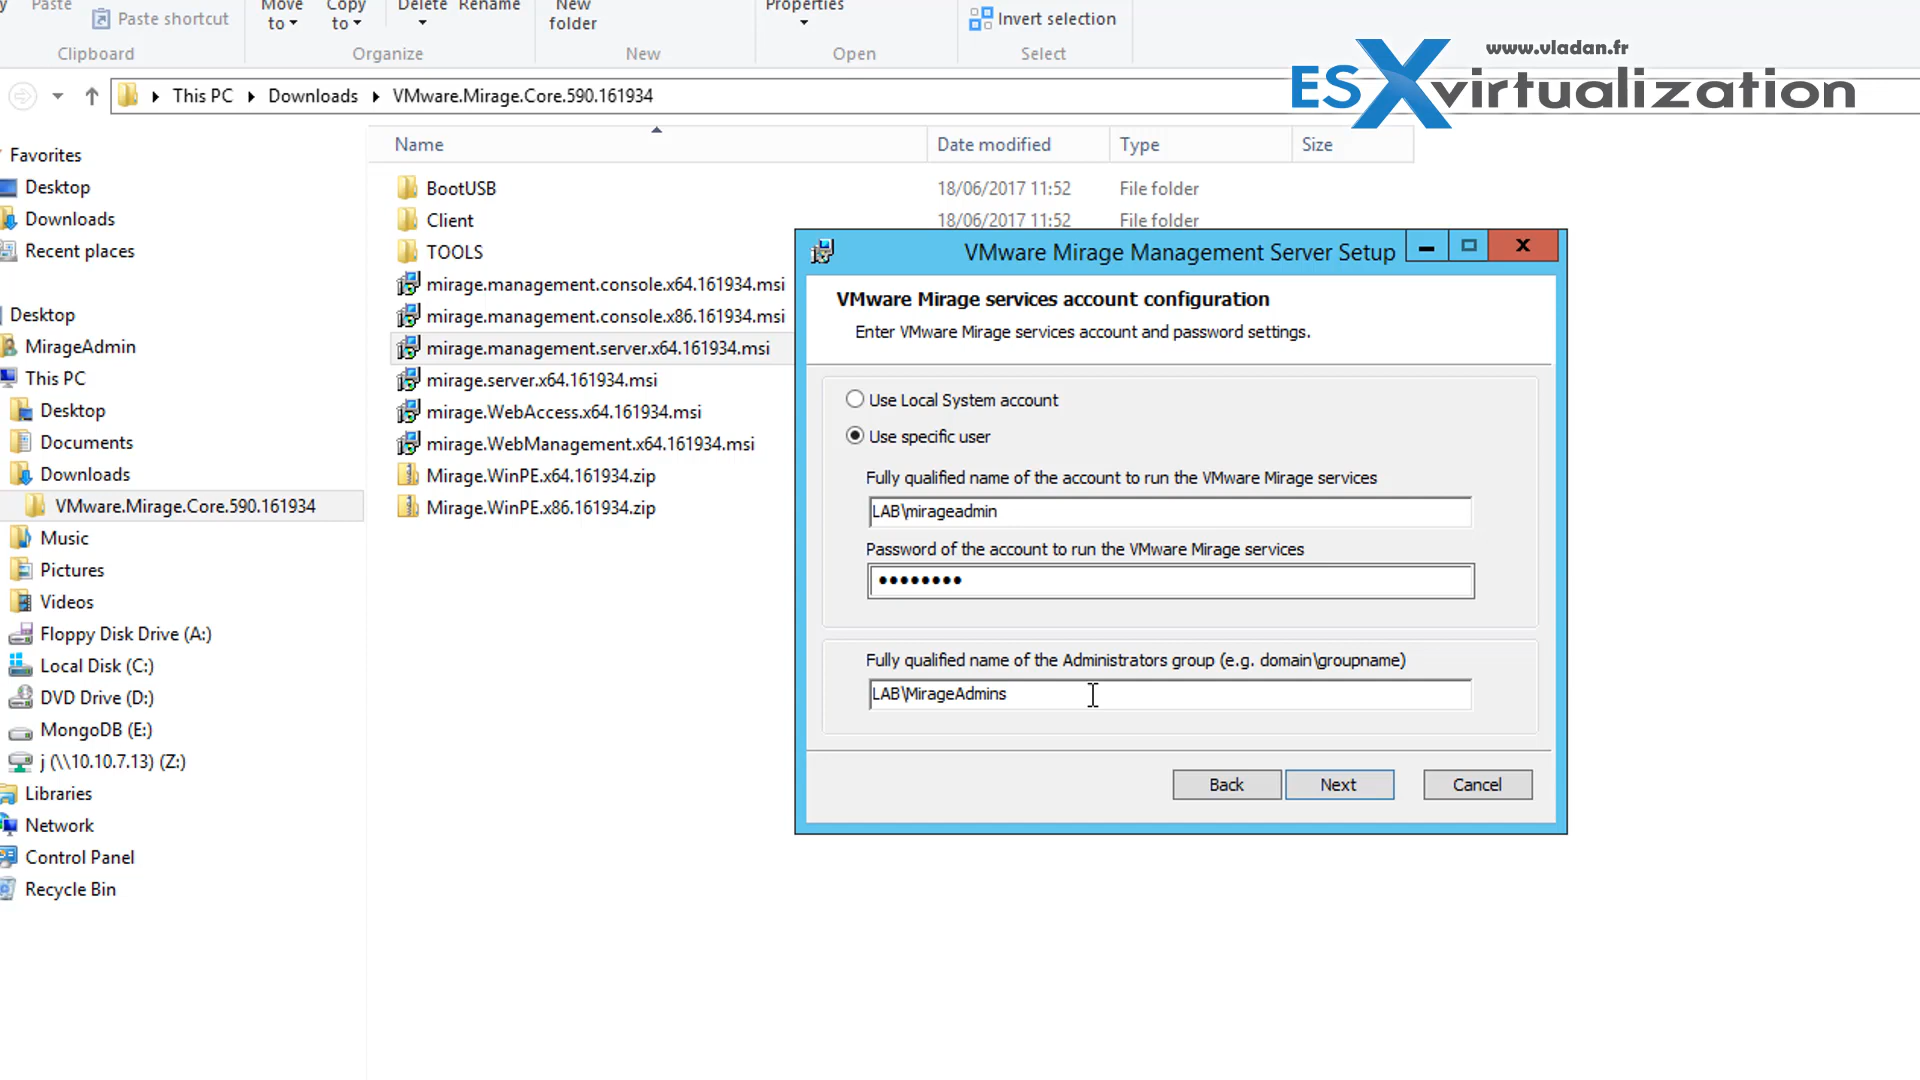 Paste
Paste shortcut
Move to
Copy to
Delete
Rename
New folder
Properties
Invert selection
Clipboard
Organize
New
Open
Select
www.vladan.fr
ESXvirtualization
This PC
Downloads
VMware.Mirage.Core.590.161934
Name
Date modified
Type
Size
Favorites
Desktop
Downloads
Recent places
Desktop
MirageAdmin
This PC
Desktop
Documents
Downloads
VMware.Mirage.Core.590.161934
Music
Pictures
Videos
Floppy Disk Drive (A:)
Local Disk (C:)
DVD Drive (D:)
MongoDB (E:)
j (\\10.10.7.13) (Z:)
Libraries
Network
Control Panel
Recycle Bin
BootUSB 18/06/2017 11:52 File folder
Client 18/06/2017 11:52 File folder
TOOLS
mirage.management.console.x64.161934.msi
mirage.management.console.x86.161934.msi
mirage.management.server.x64.161934.msi
mirage.server.x64.161934.msi
mirage.WebAccess.x64.161934.msi
mirage.WebManagement.x64.161934.msi
Mirage.WinPE.x64.161934.zip
Mirage.WinPE.x86.161934.zip
VMware Mirage Management Server Setup
VMware Mirage services account configuration
Enter VMware Mirage services account and password settings.
Use Local System account
Use specific user
Fully qualified name of the account to run the VMware Mirage services
LAB\mirageadmin
Password of the account to run the VMware Mirage services
••••••••
Fully qualified name of the Administrators group (e.g. domain\groupname)
LAB\MirageAdmins
Back
Next
Cancel